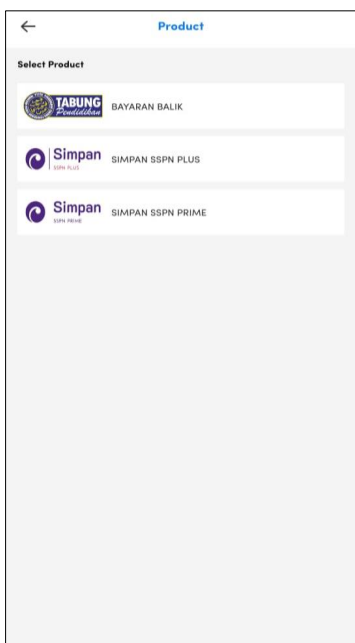 Product
Select Product
TABUNG
Pendidikan
BAYARAN BALIK
Simpan
SSPN PLUS
SIMPAN SSPN PLUS
Simpan
SSPN PRIME
SIMPAN SSPN PRIME